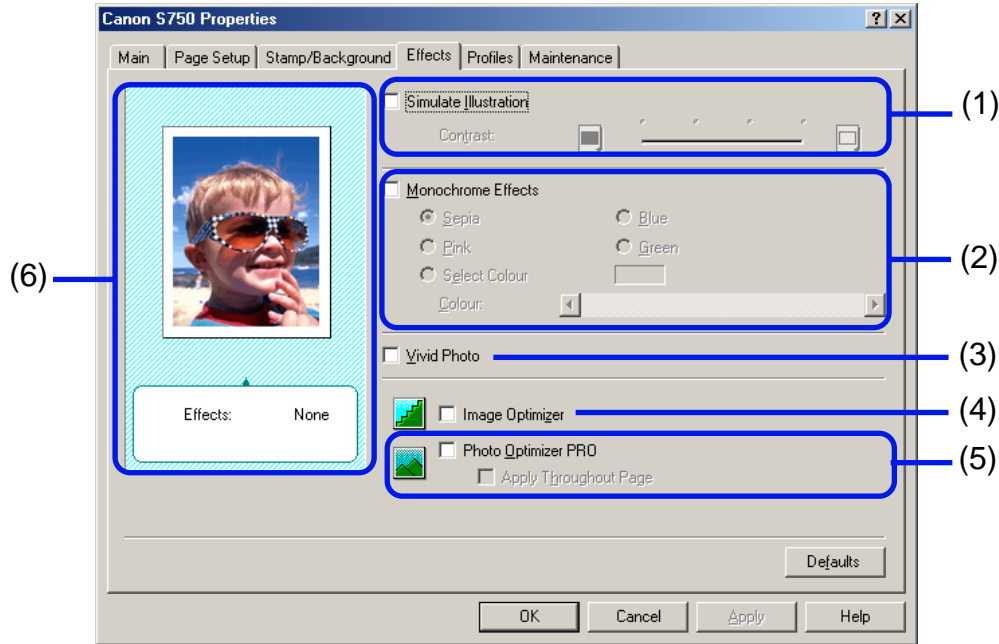 Canon S750 Properties
Main Page Setup Stamp/Background Effects Profiles Maintenance
Simulate Illustration
Contrast:
(1)
Monochrome Effects
Sepia Blue
Pink Green
Select Colour
Colour:
(2)
(6)
Vivid Photo
(3)
Effects: None
Image Optimizer
(4)
Photo Optimizer PRO
Apply Throughout Page
(5)
Defaults
OK Cancel Apply Help